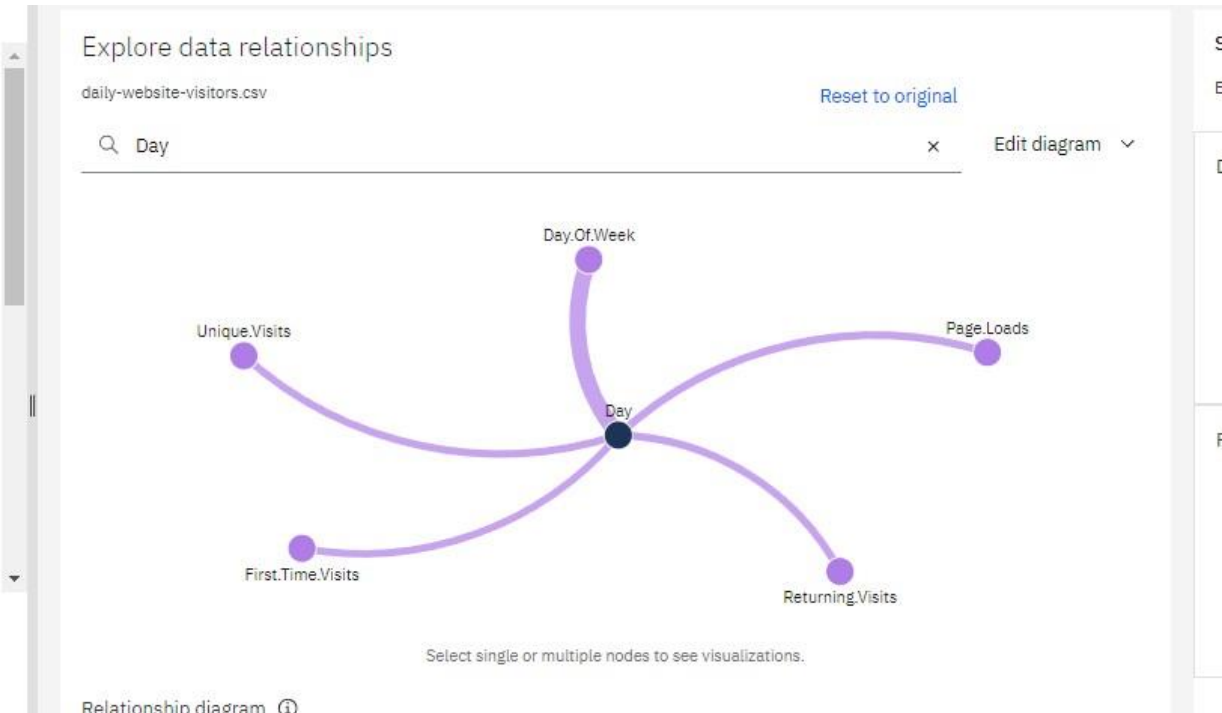 Explore data relationships
daily-website-visitors.csv
Reset to original
Day
Edit diagram
Day.Of.Week
Unique.Visits
Page.Loads
Day
First.Time.Visits
Returning.Visits
Select single or multiple nodes to see visualizations.
Relationship diagram